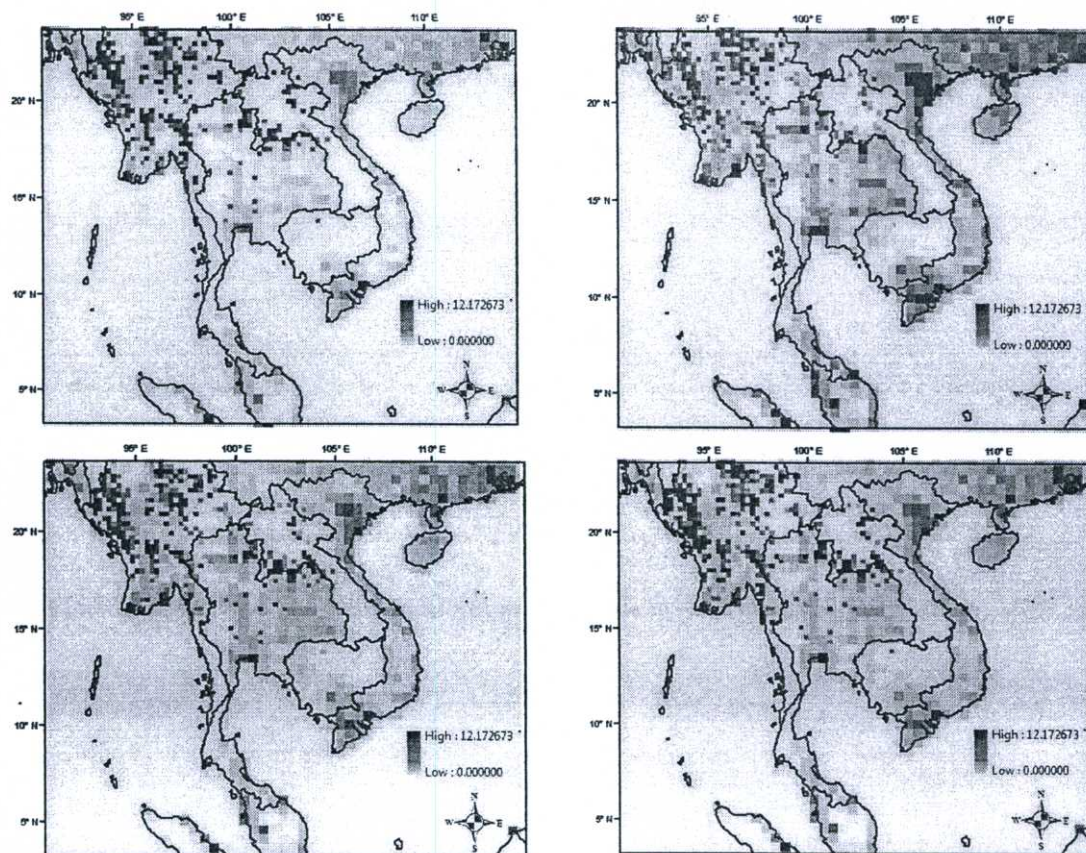 95° E 100° E 105° E 110° E
20° N
15° N
10° N
5° N
High : 12.172673
Low : 0.000000
N
W E
S
95° E 100° E 105° E 110° E
20° N
15° N
10° N
5° N
High : 12.172673
Low : 0.000000
N
W E
S
95° E 100° E 105° E 110° E
20° N
15° N
10° N
5° N
High : 12.172673
Low : 0.000000
N
W E
S
95° E 100° E 105° E 110° E
20° N
15° N
10° N
5° N
High : 12.172673
Low : 0.000000
N
W E
S